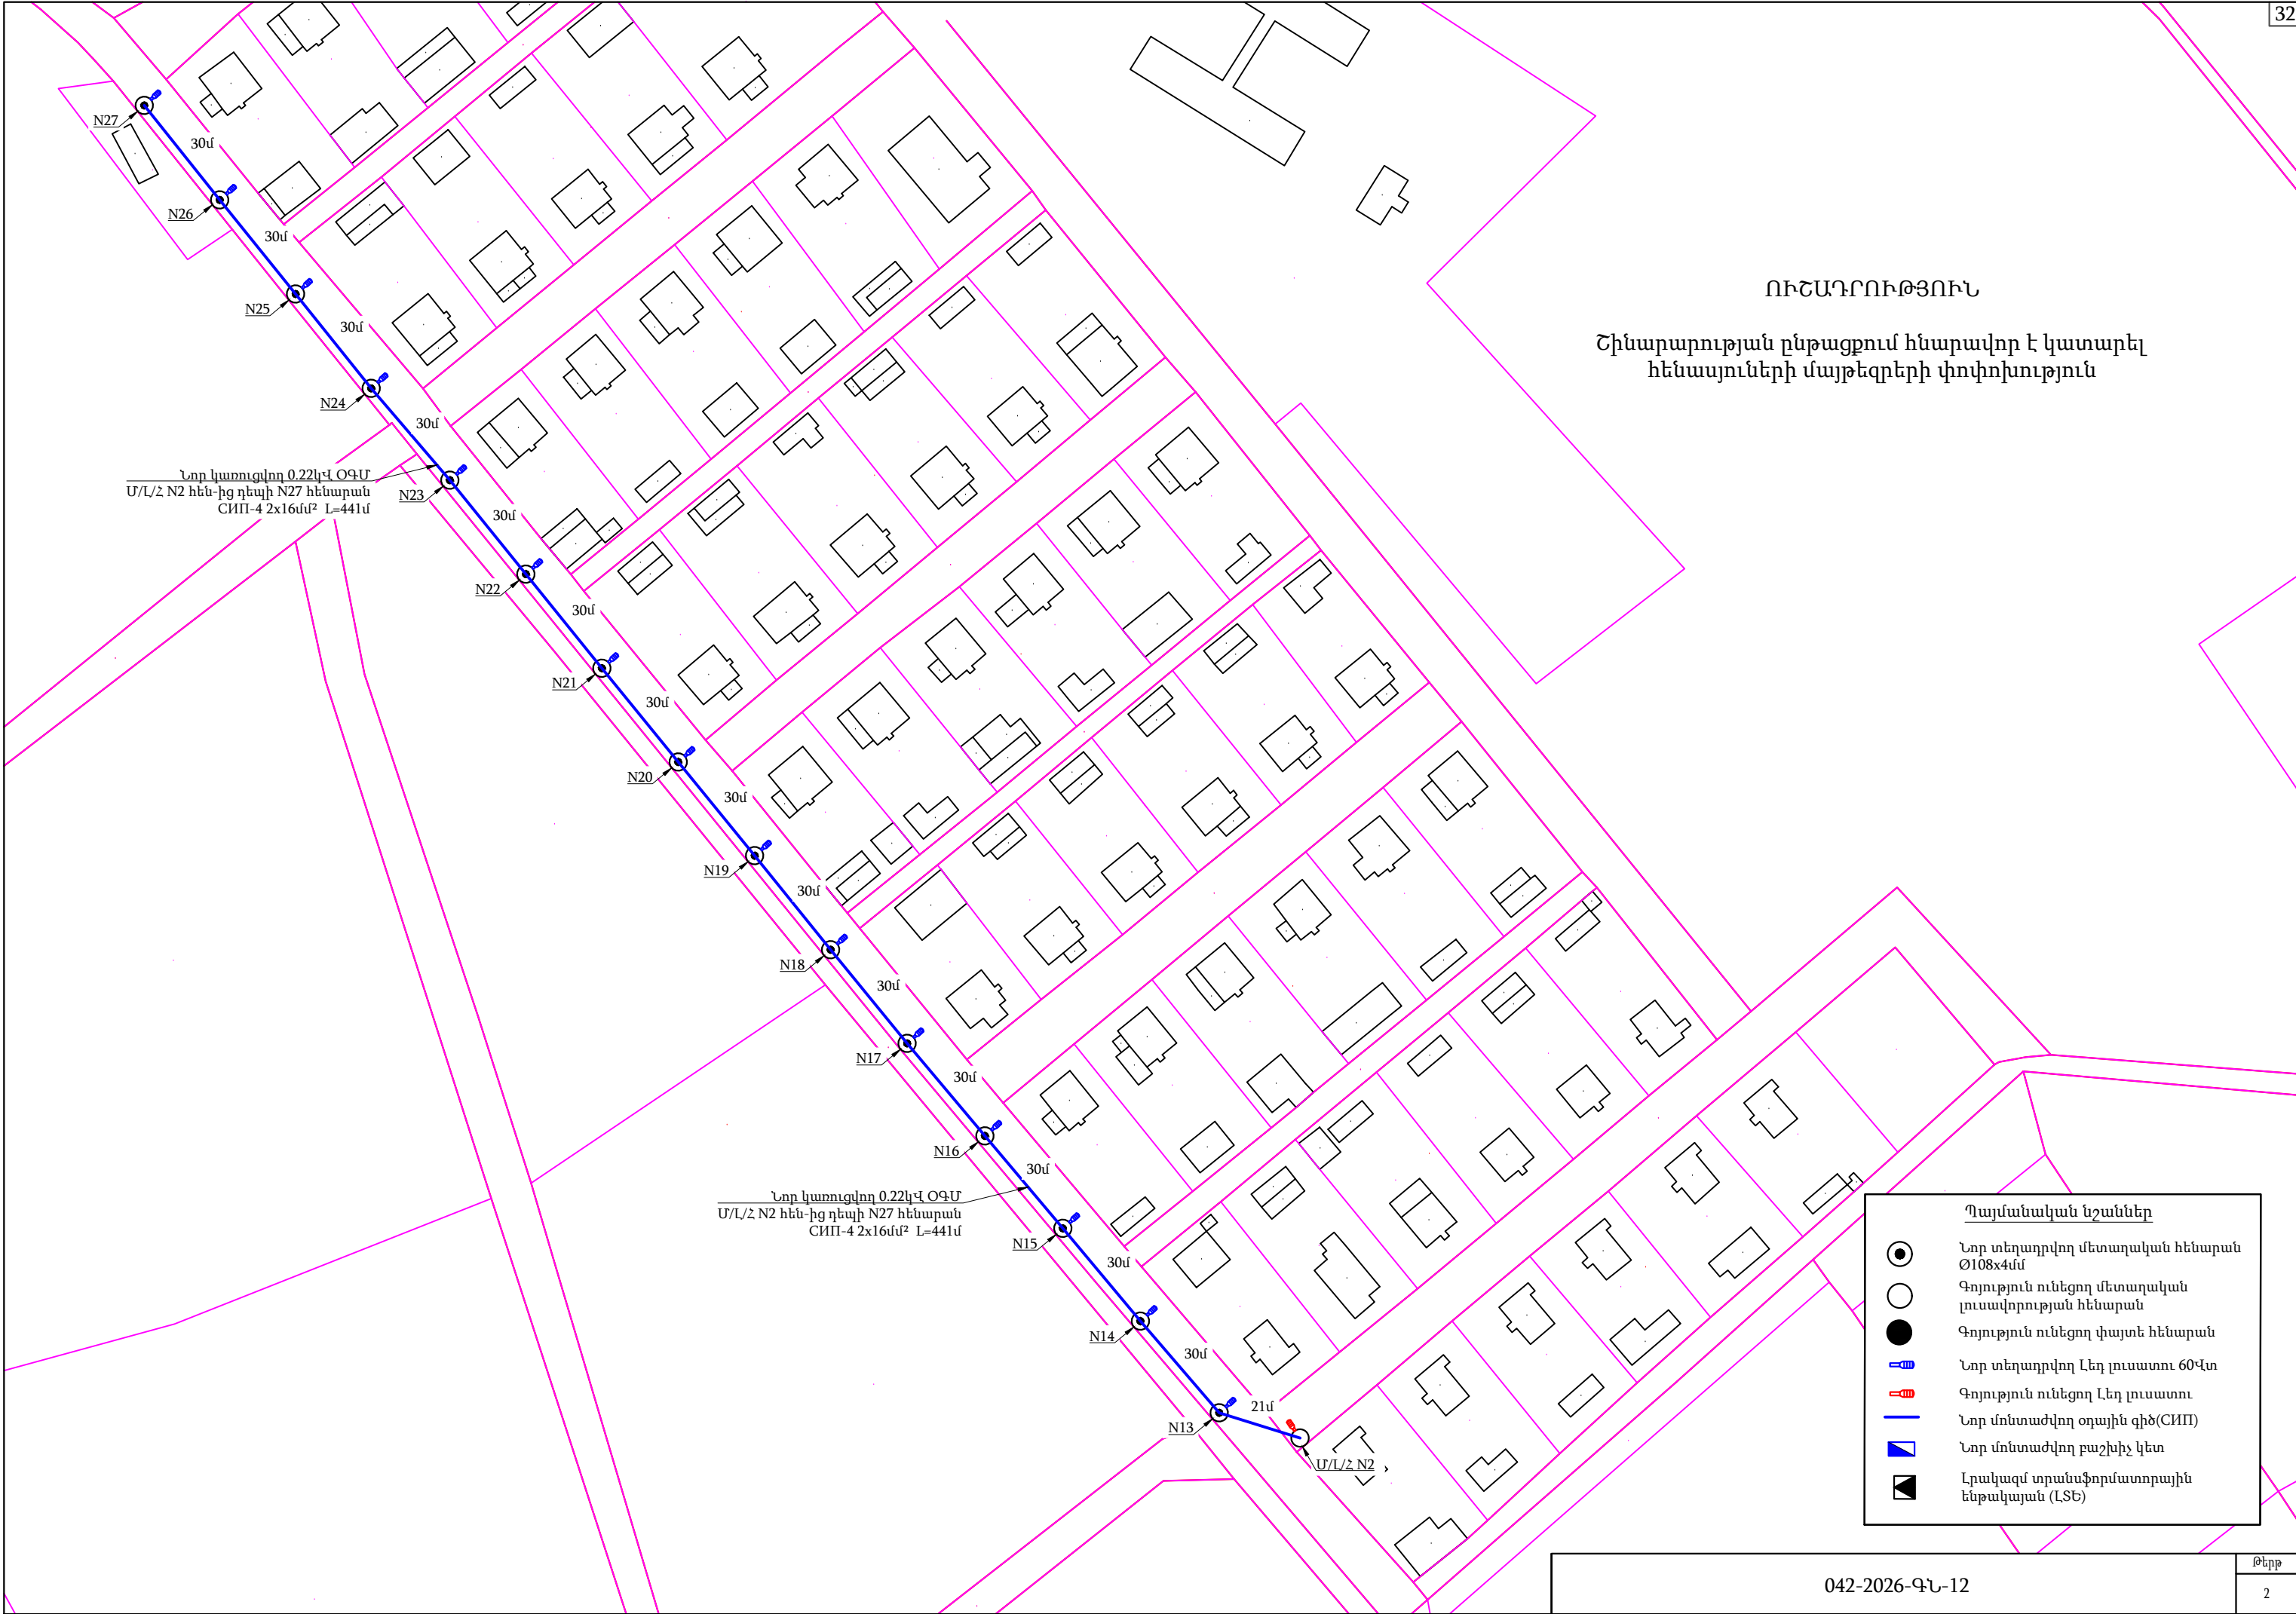 32
ՈՒՇԱԴՐՈՒԹՅՈՒՆ
Շինարարության ընթացքում հնարավոր է կատարել
հենասյուների մայթեզրերի փոփոխություն
N27
30մ
N26
30մ
N25
30մ
N24
30մ
Նոր կառուցվող 0.22կՎ ՕԳՄ
Մ/Լ/Հ N2 հեն-ից դեպի N27 հենարան
СИП-4 2x16մմ² L=441մ
N23
30մ
N22
30մ
N21
30մ
N20
30մ
N19
30մ
N18
30մ
N17
30մ
N16
30մ
Նոր կառուցվող 0.22կՎ ՕԳՄ
Մ/Լ/Հ N2 հեն-ից դեպի N27 հենարան
СИП-4 2x16մմ² L=441մ
N15
30մ
N14
30մ
N13
21մ
Մ/Լ/Հ N2
Պայմանական նշաններ
Նոր տեղադրվող մետաղական հենարան
Ø108x4մմ
Գոյություն ունեցող մետաղական
լուսավորության հենարան
Գոյություն ունեցող փայտե հենարան
Նոր տեղադրվող Լեդ լուսատու 60Վտ
Գոյություն ունեցող Լեդ լուսատու
Նոր մոնտաժվող օդային գիծ(СИП)
Նոր մոնտաժվող բաշխիչ կետ
Լրակազմ տրանսֆորմատորային
ենթակայան (ԼՏԵ)
042-2026-ԳՆ-12
Թերթ
2